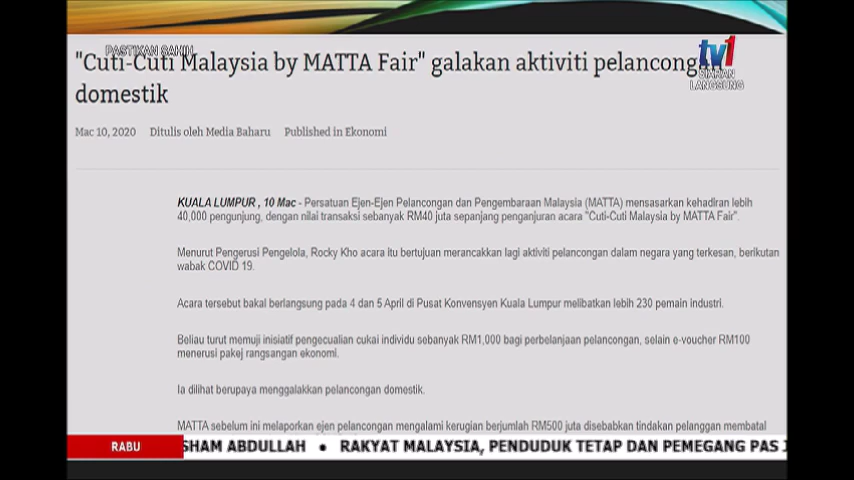 PASTIKAN SAHIH
tv1
SIARAN
LANGSUNG
"Cuti-Cuti Malaysia by MATTA Fair" galakan aktiviti pelancongan
domestik
Mac 10, 2020 Ditulis oleh Media Baharu Published in Ekonomi
KUALA LUMPUR , 10 Mac - Persatuan Ejen-Ejen Pelancongan dan Pengembaraan Malaysia (MATTA) mensasarkan kehadiran lebih
40,000 pengunjung, dengan nilai transaksi sebanyak RM40 juta sepanjang penganjuran acara "Cuti-Cuti Malaysia by MATTA Fair".
Menurut Pengerusi Pengelola, Rocky Kho acara itu bertujuan merancakkan lagi aktiviti pelancongan dalam negara yang terkesan, berikutan
wabak COVID 19.
Acara tersebut bakal berlangsung pada 4 dan 5 April di Pusat Konvensyen Kuala Lumpur melibatkan lebih 230 pemain industri.
Beliau turut memuji inisiatif pengecualian cukai individu sebanyak RM1,000 bagi perbelanjaan pelancongan, selain e-voucher RM100
menerusi pakej rangsangan ekonomi.
Ia dilihat berupaya menggalakkan pelancongan domestik.
MATTA sebelum ini melaporkan ejen pelancongan mengalami kerugian berjumlah RM500 juta disebabkan tindakan pelanggan membatal
RABU SHAM ABDULLAH • RAKYAT MALAYSIA, PENDUDUK TETAP DAN PEMEGANG PAS